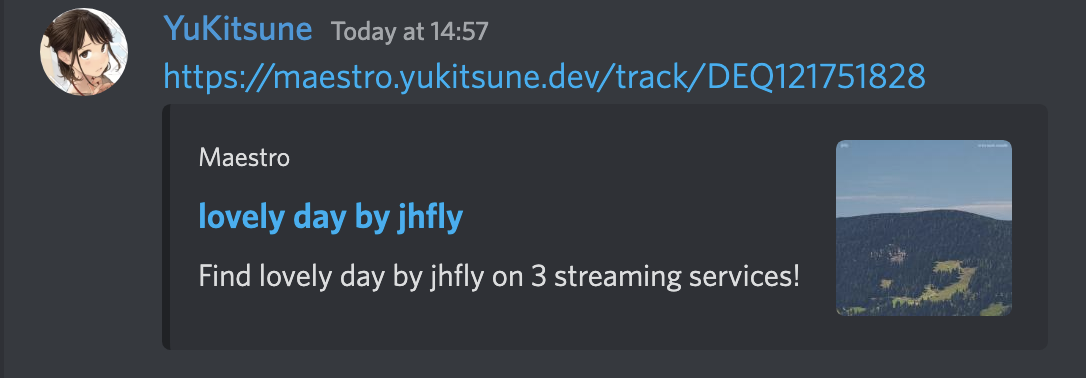 YuKitsune Today at 14:57
https://maestro.yukitsune.dev/track/DEQ121751828
Maestro
lovely day by jhfly
Find lovely day by jhfly on 3 streaming services!